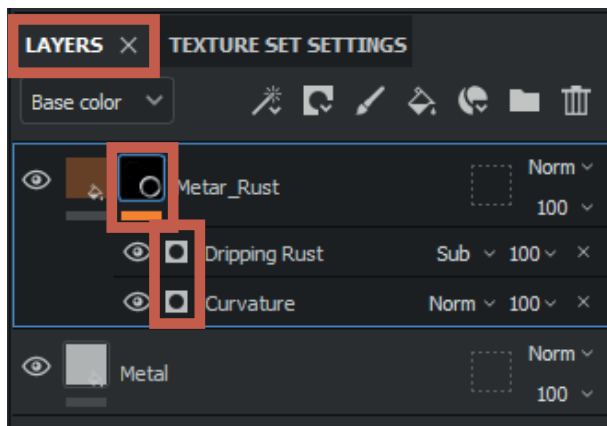 LAYERS × TEXTURE SET SETTINGS
Base color
Norm
Metar_Rust
100
Dripping Rust Sub 100 ×
Curvature Norm 100 ×
Norm
Metal
100